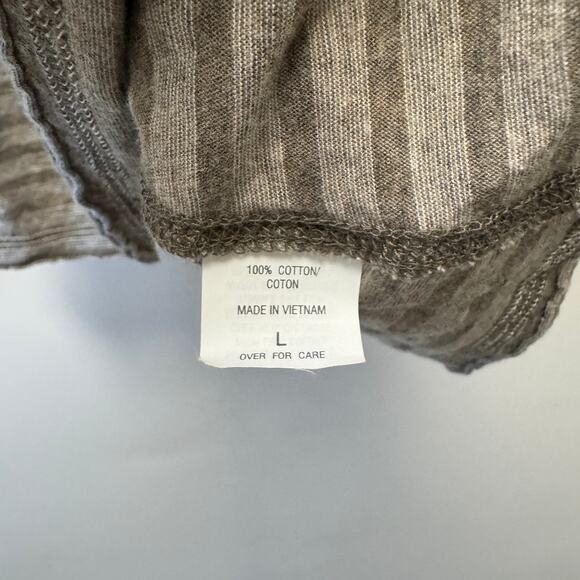 100% COTTON/
COTON
MADE IN VIETNAM
L
OVER FOR CARE